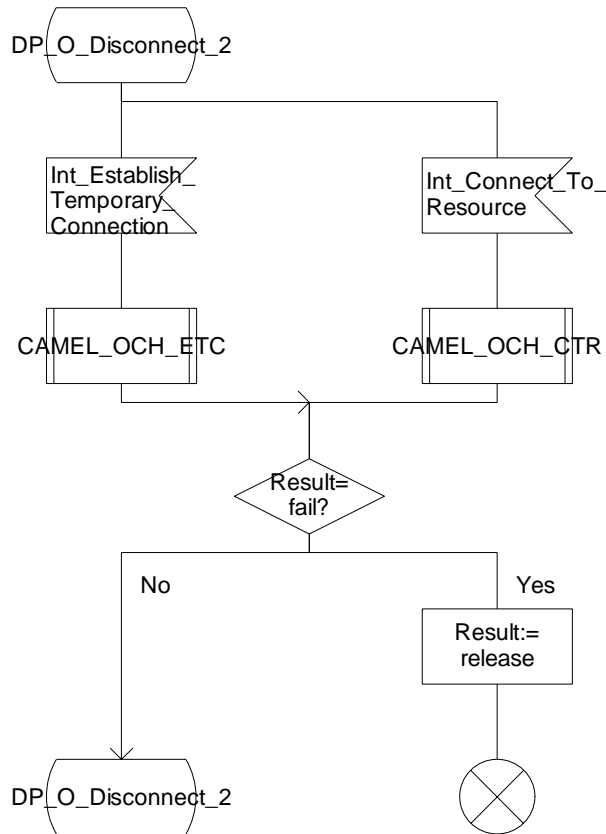 DP_O_Disconnect_2
Int_Establish_
Temporary_
Connection
Int_Connect_To_
Resource
CAMEL_OCH_ETC
CAMEL_OCH_CTR
Result=
fail?
No
Yes
Result:=
release
DP_O_Disconnect_2